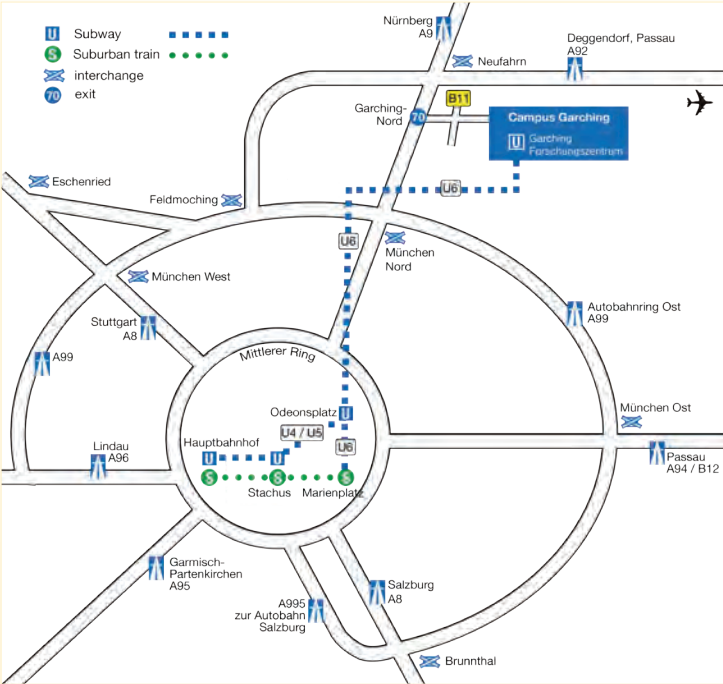 U Subway
S Suburban train
interchange
70 exit
Nürnberg
A9
Neufahrn
Deggendorf, Passau
A92
Garching-
Nord
70
B11
Campus Garching
U Garching
Forschungszentrum
U6
Eschenried
Feldmoching
U6
München
Nord
München West
Stuttgart
A8
Autobahnring Ost
A99
A99
Mittlerer Ring
Odeonsplatz U
U4 / U5
München Ost
Hauptbahnhof
U6
U
U
Lindau
A96
Passau
A94 / B12
S
S
S
Stachus
Marienplatz
Garmisch-
Partenkirchen
A95
A995
zur Autobahn
Salzburg
Salzburg
A8
Brunnthal